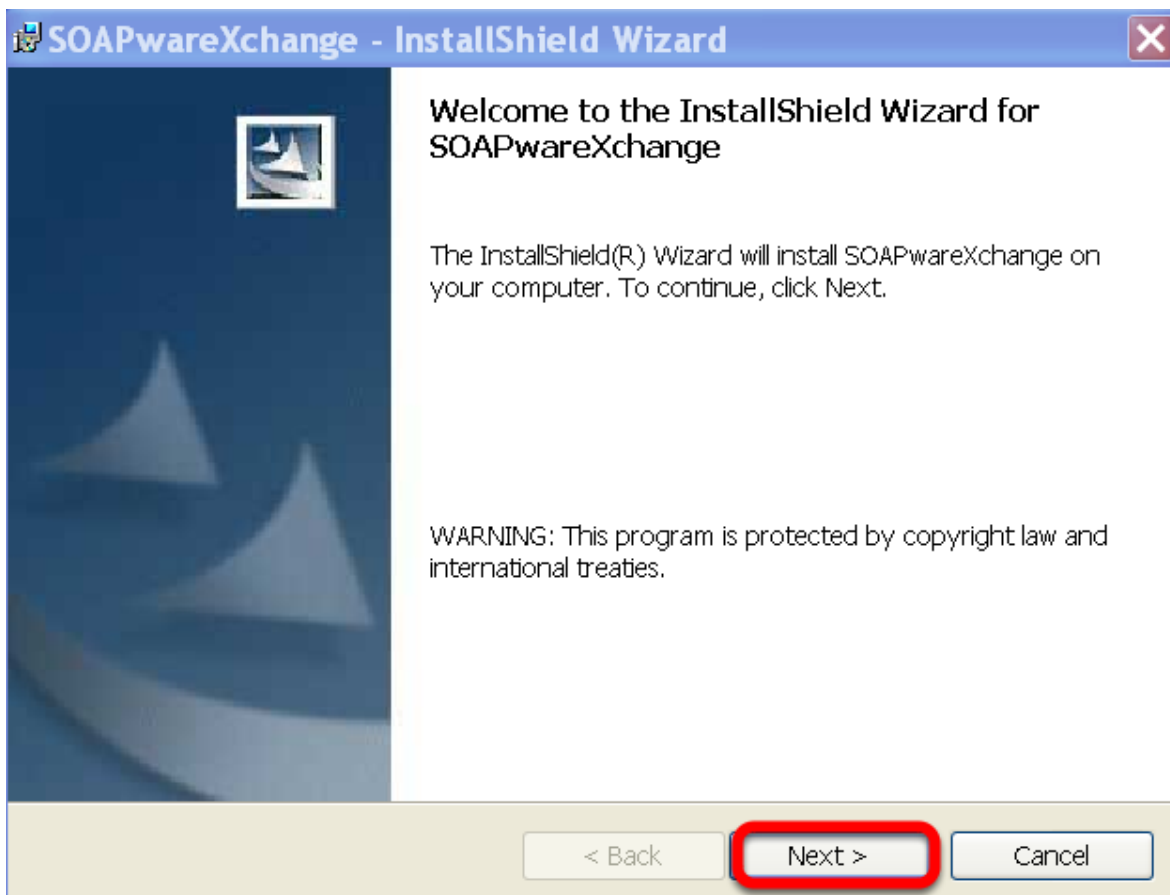 SOAPwareXchange - InstallShield Wizard
Welcome to the InstallShield Wizard for
SOAPwareXchange
The InstallShield(R) Wizard will install SOAPwareXchange on
your computer. To continue, click Next.
WARNING: This program is protected by copyright law and
international treaties.
< Back
Next >
Cancel